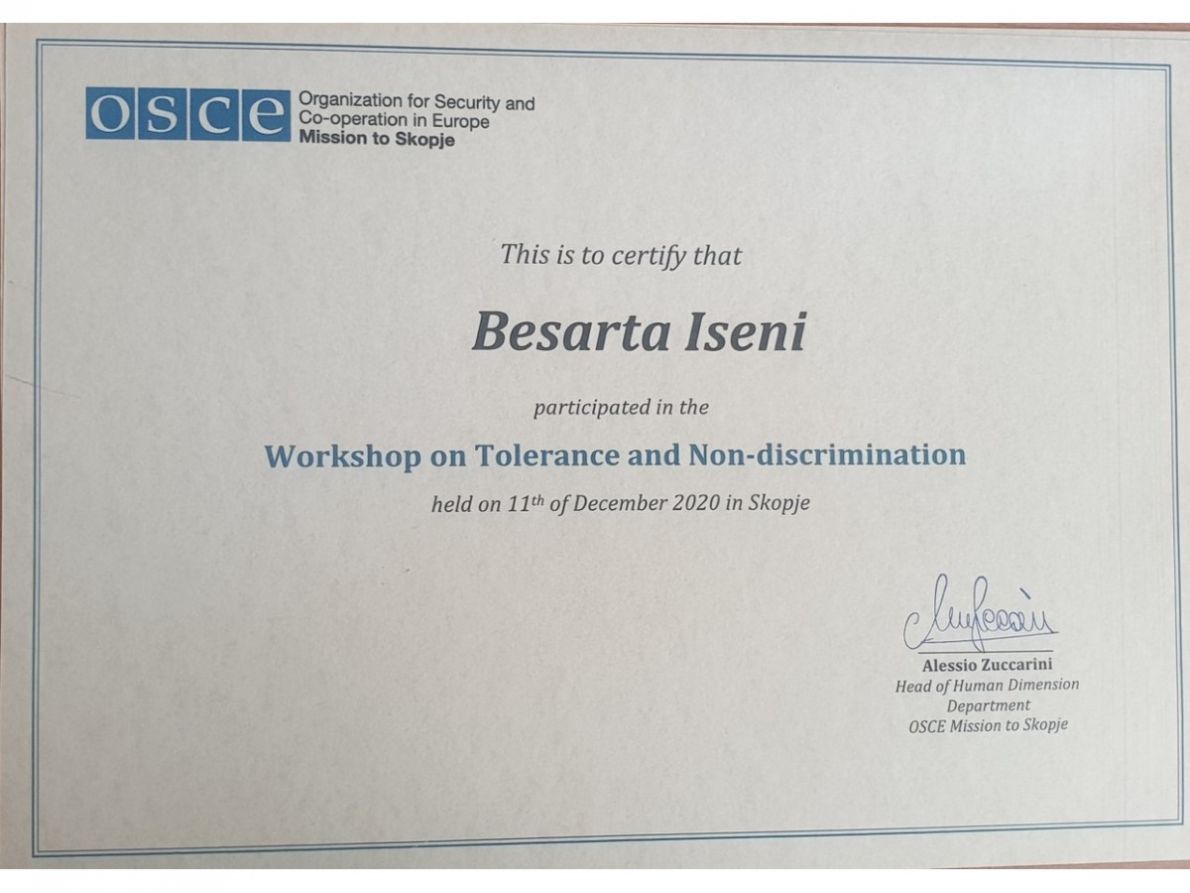 osce
Organization for Security and
Co-operation in Europe
Mission to Skopje
This is to certify that
Besarta Iseni
participated in the
Workshop on Tolerance and Non-discrimination
held on 11th of December 2020 in Skopje
Alessio Zuccarini
Head of Human Dimension
Department
OSCE Mission to Skopje